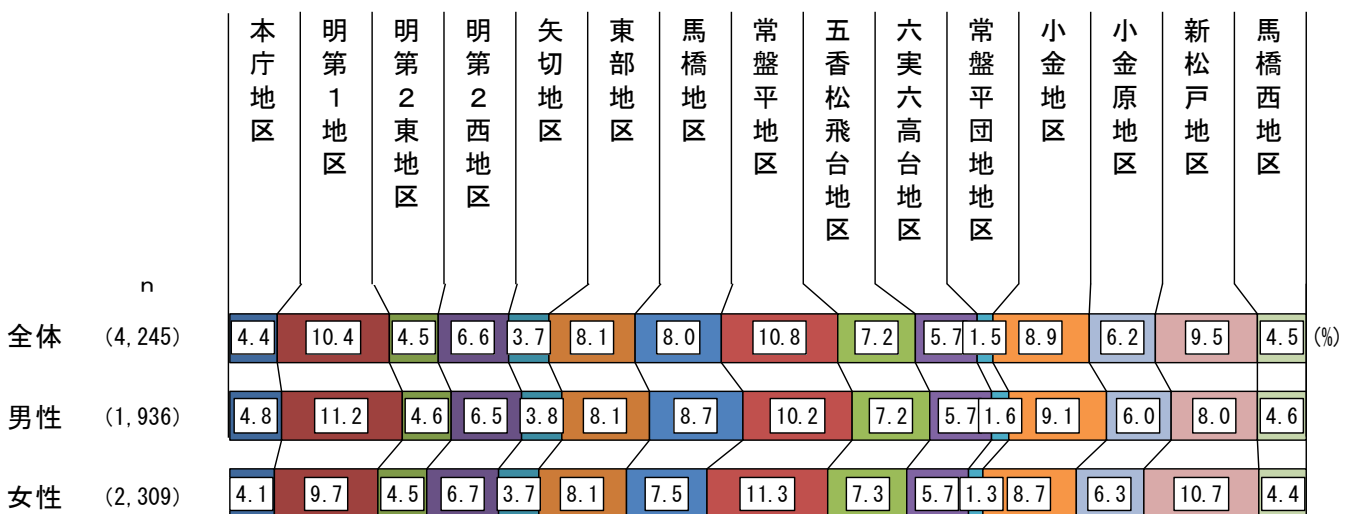 本庁地区
明第1地区
明第2東地区
明第2西地区
矢切地区
東部地区
馬橋地区
常盤平地区
五香松飛台地区
六実六高台地区
常盤平団地地区
小金地区
小金原地区
新松戸地区
馬橋西地区
n
全体 (4,245) 4.4 10.4 4.5 6.6 3.7 8.1 8.0 10.8 7.2 5.7 1.5 8.9 6.2 9.5 4.5 (%)
男性 (1,936) 4.8 11.2 4.6 6.5 3.8 8.1 8.7 10.2 7.2 5.7 1.6 9.1 6.0 8.0 4.6
女性 (2,309) 4.1 9.7 4.5 6.7 3.7 8.1 7.5 11.3 7.3 5.7 1.3 8.7 6.3 10.7 4.4